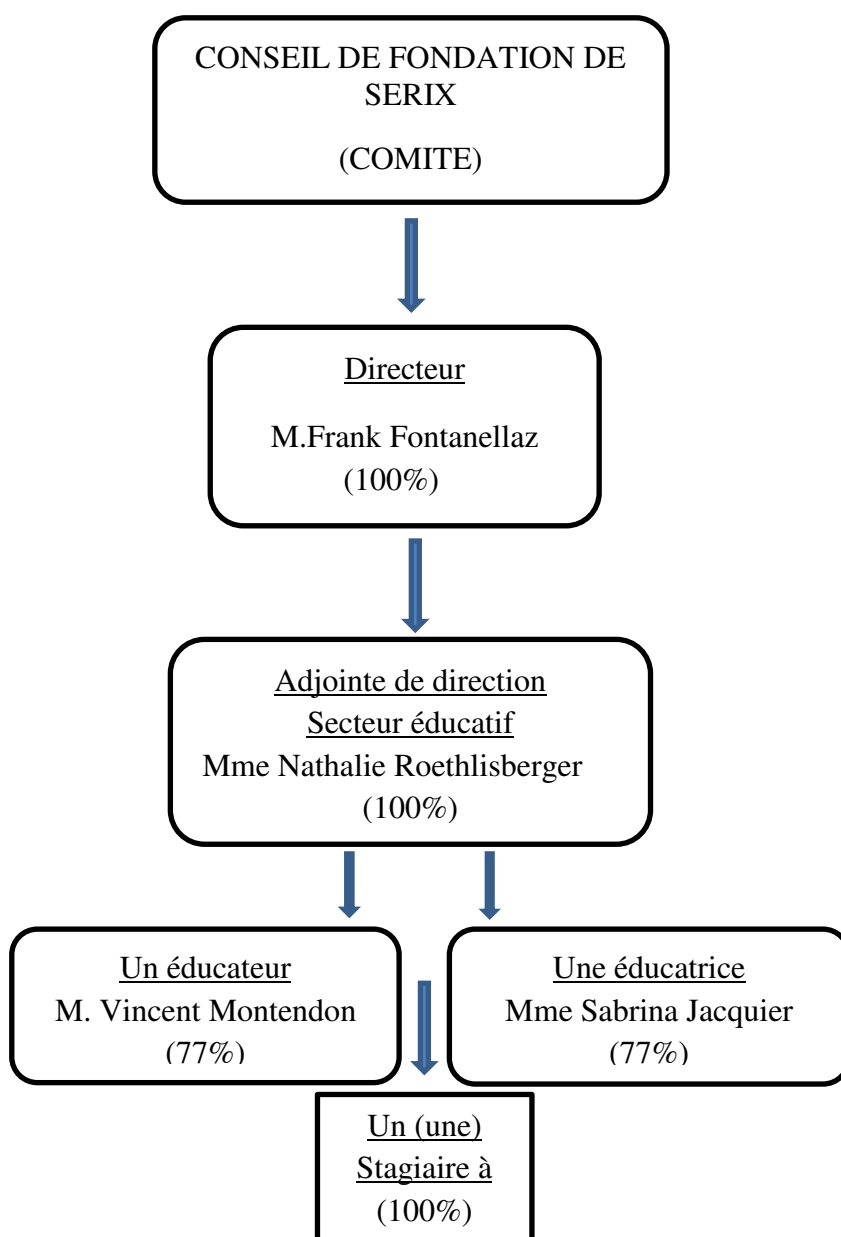 CONSEIL DE FONDATION DE
SERIX
(COMITE)
Directeur
M.Frank Fontanellaz
(100%)
Adjointe de direction
Secteur éducatif
Mme Nathalie Roethlisberger
(100%)
Un éducateur
M. Vincent Montendon
(77%)
Une éducatrice
Mme Sabrina Jacquier
(77%)
Un (une)
Stagiaire à
(100%)